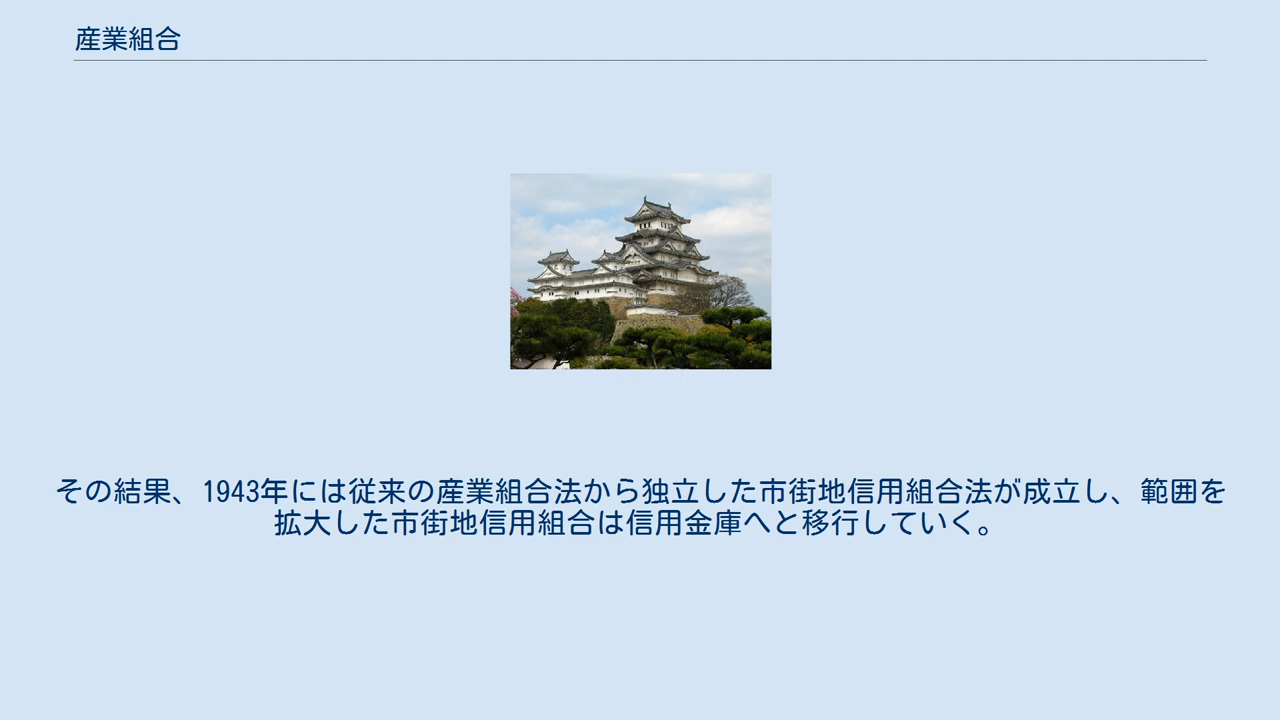 産業組合
その結果、1943年には従来の産業組合法から独立した市街地信用組合法が成立し、範囲を
拡大した市街地信用組合は信用金庫へと移行していく。